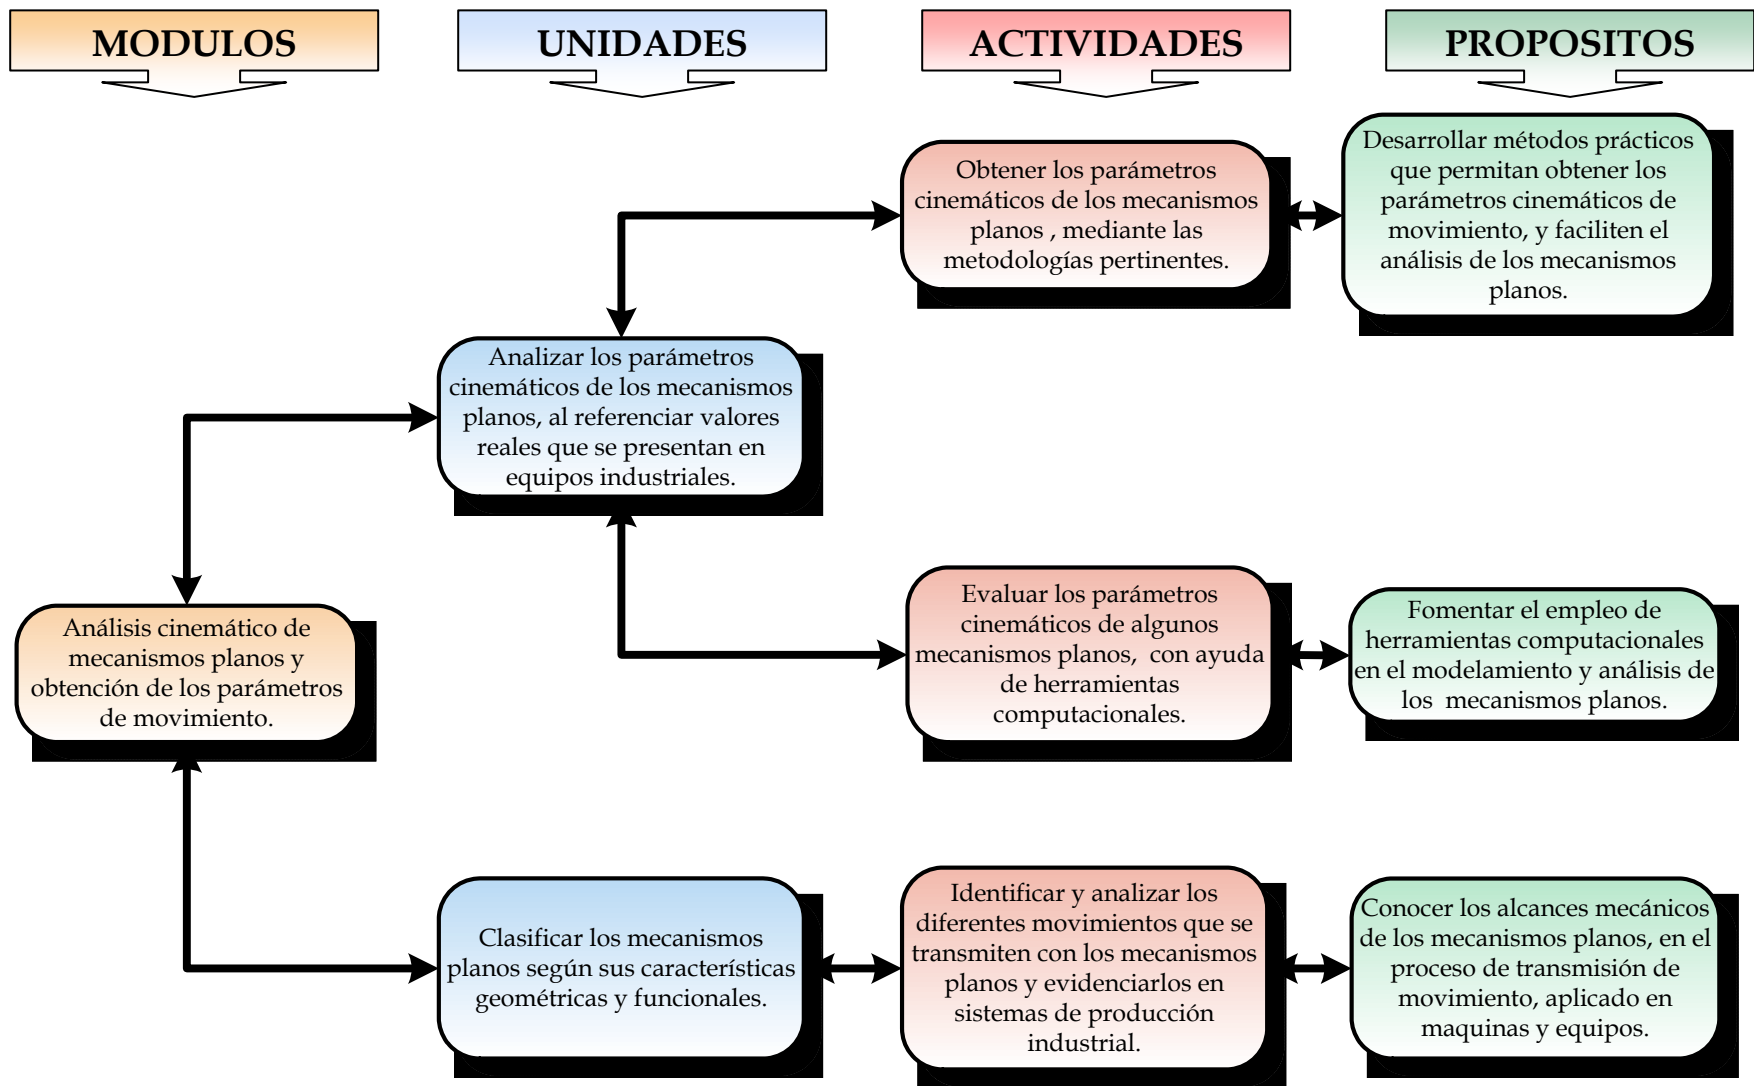 MODULOS
UNIDADES
ACTIVIDADES
PROPOSITOS
Obtener los parámetros
cinemáticos de los mecanismos
planos , mediante las
metodologías pertinentes.
Desarrollar métodos prácticos
que permitan obtener los
parámetros cinemáticos de
movimiento, y faciliten el
análisis de los mecanismos
planos.
Analizar los parámetros
cinemáticos de los mecanismos
planos, al referenciar valores
reales que se presentan en
equipos industriales.
Análisis cinemático de
mecanismos planos y
obtención de los parámetros
de movimiento.
Evaluar los parámetros
cinemáticos de algunos
mecanismos planos,  con ayuda
de herramientas
computacionales.
Fomentar el empleo de
herramientas computacionales
en el modelamiento y análisis de
los  mecanismos planos.
Clasificar los mecanismos
planos según sus características
geométricas y funcionales.
Identificar y analizar los
diferentes movimientos que se
transmiten con los mecanismos
planos y evidenciarlos en
sistemas de producción
industrial.
Conocer los alcances mecánicos
de los mecanismos planos, en el
proceso de transmisión de
movimiento, aplicado en
maquinas y equipos.